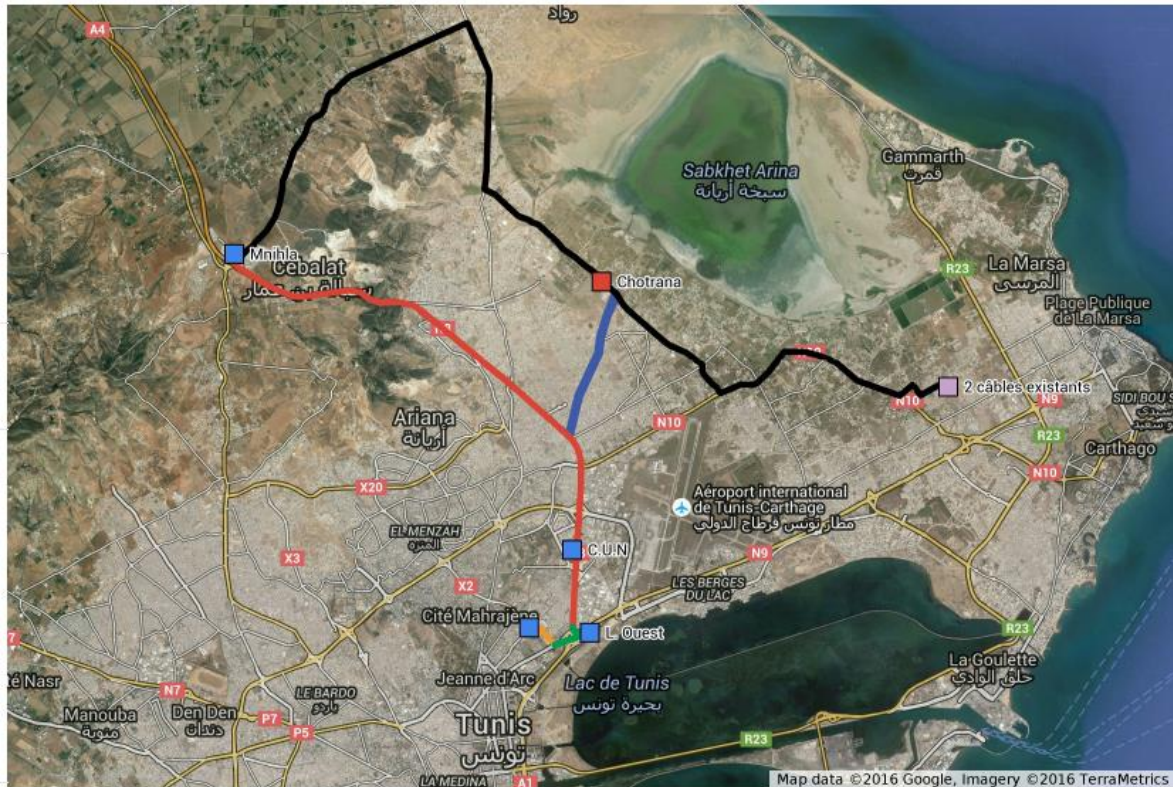 رواد
A4
Sabkhet Arina
سبخة أريانة
Gammarth
قمرت
Mnihla
Cebalat
Chotrana
R23
La Marsa
المرسى
Plage Publique
de La Marsa
2 câbles existants
N10
N9
SIDI BOU S
Ariana
أريانة
N10
R23
Carthago
N10
X20
Aéroport international
de Tunis-Carthage
مطار تونس قرطاج الدولي
EL MENZAH
المنزه
C.U.N
X3
N9
X2
LES BERGES
DU LAC
Cité Mahrajène
L. Ouest
R23
té Nasr
Jeanne d'Arc
La Goulette
حلق الوادي
N7
LE BARDO
باردو
Lac de Tunis
بحيرة تونس
Manouba
منوبة
Den Den
دندان
P7
P5
Tunis
تونس
R23
LA MEDINA
A1
Map data ©2016 Google, Imagery ©2016 TerraMetrics